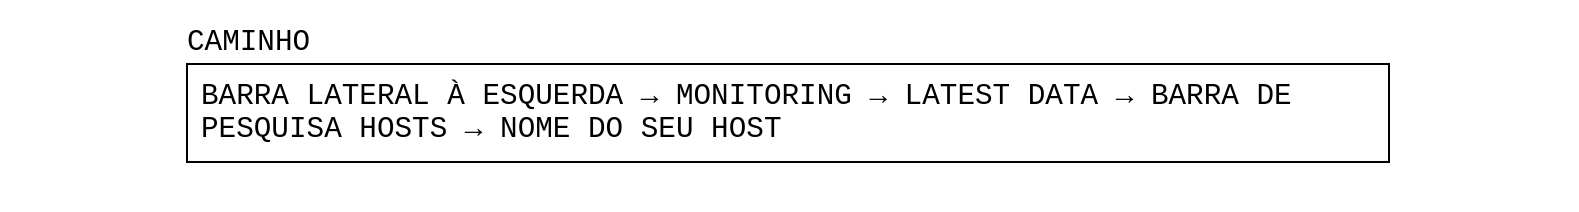 CAMINHO
BARRA LATERAL À ESQUERDA → MONITORING → LATEST DATA → BARRA DE
PESQUISA HOSTS → NOME DO SEU HOST